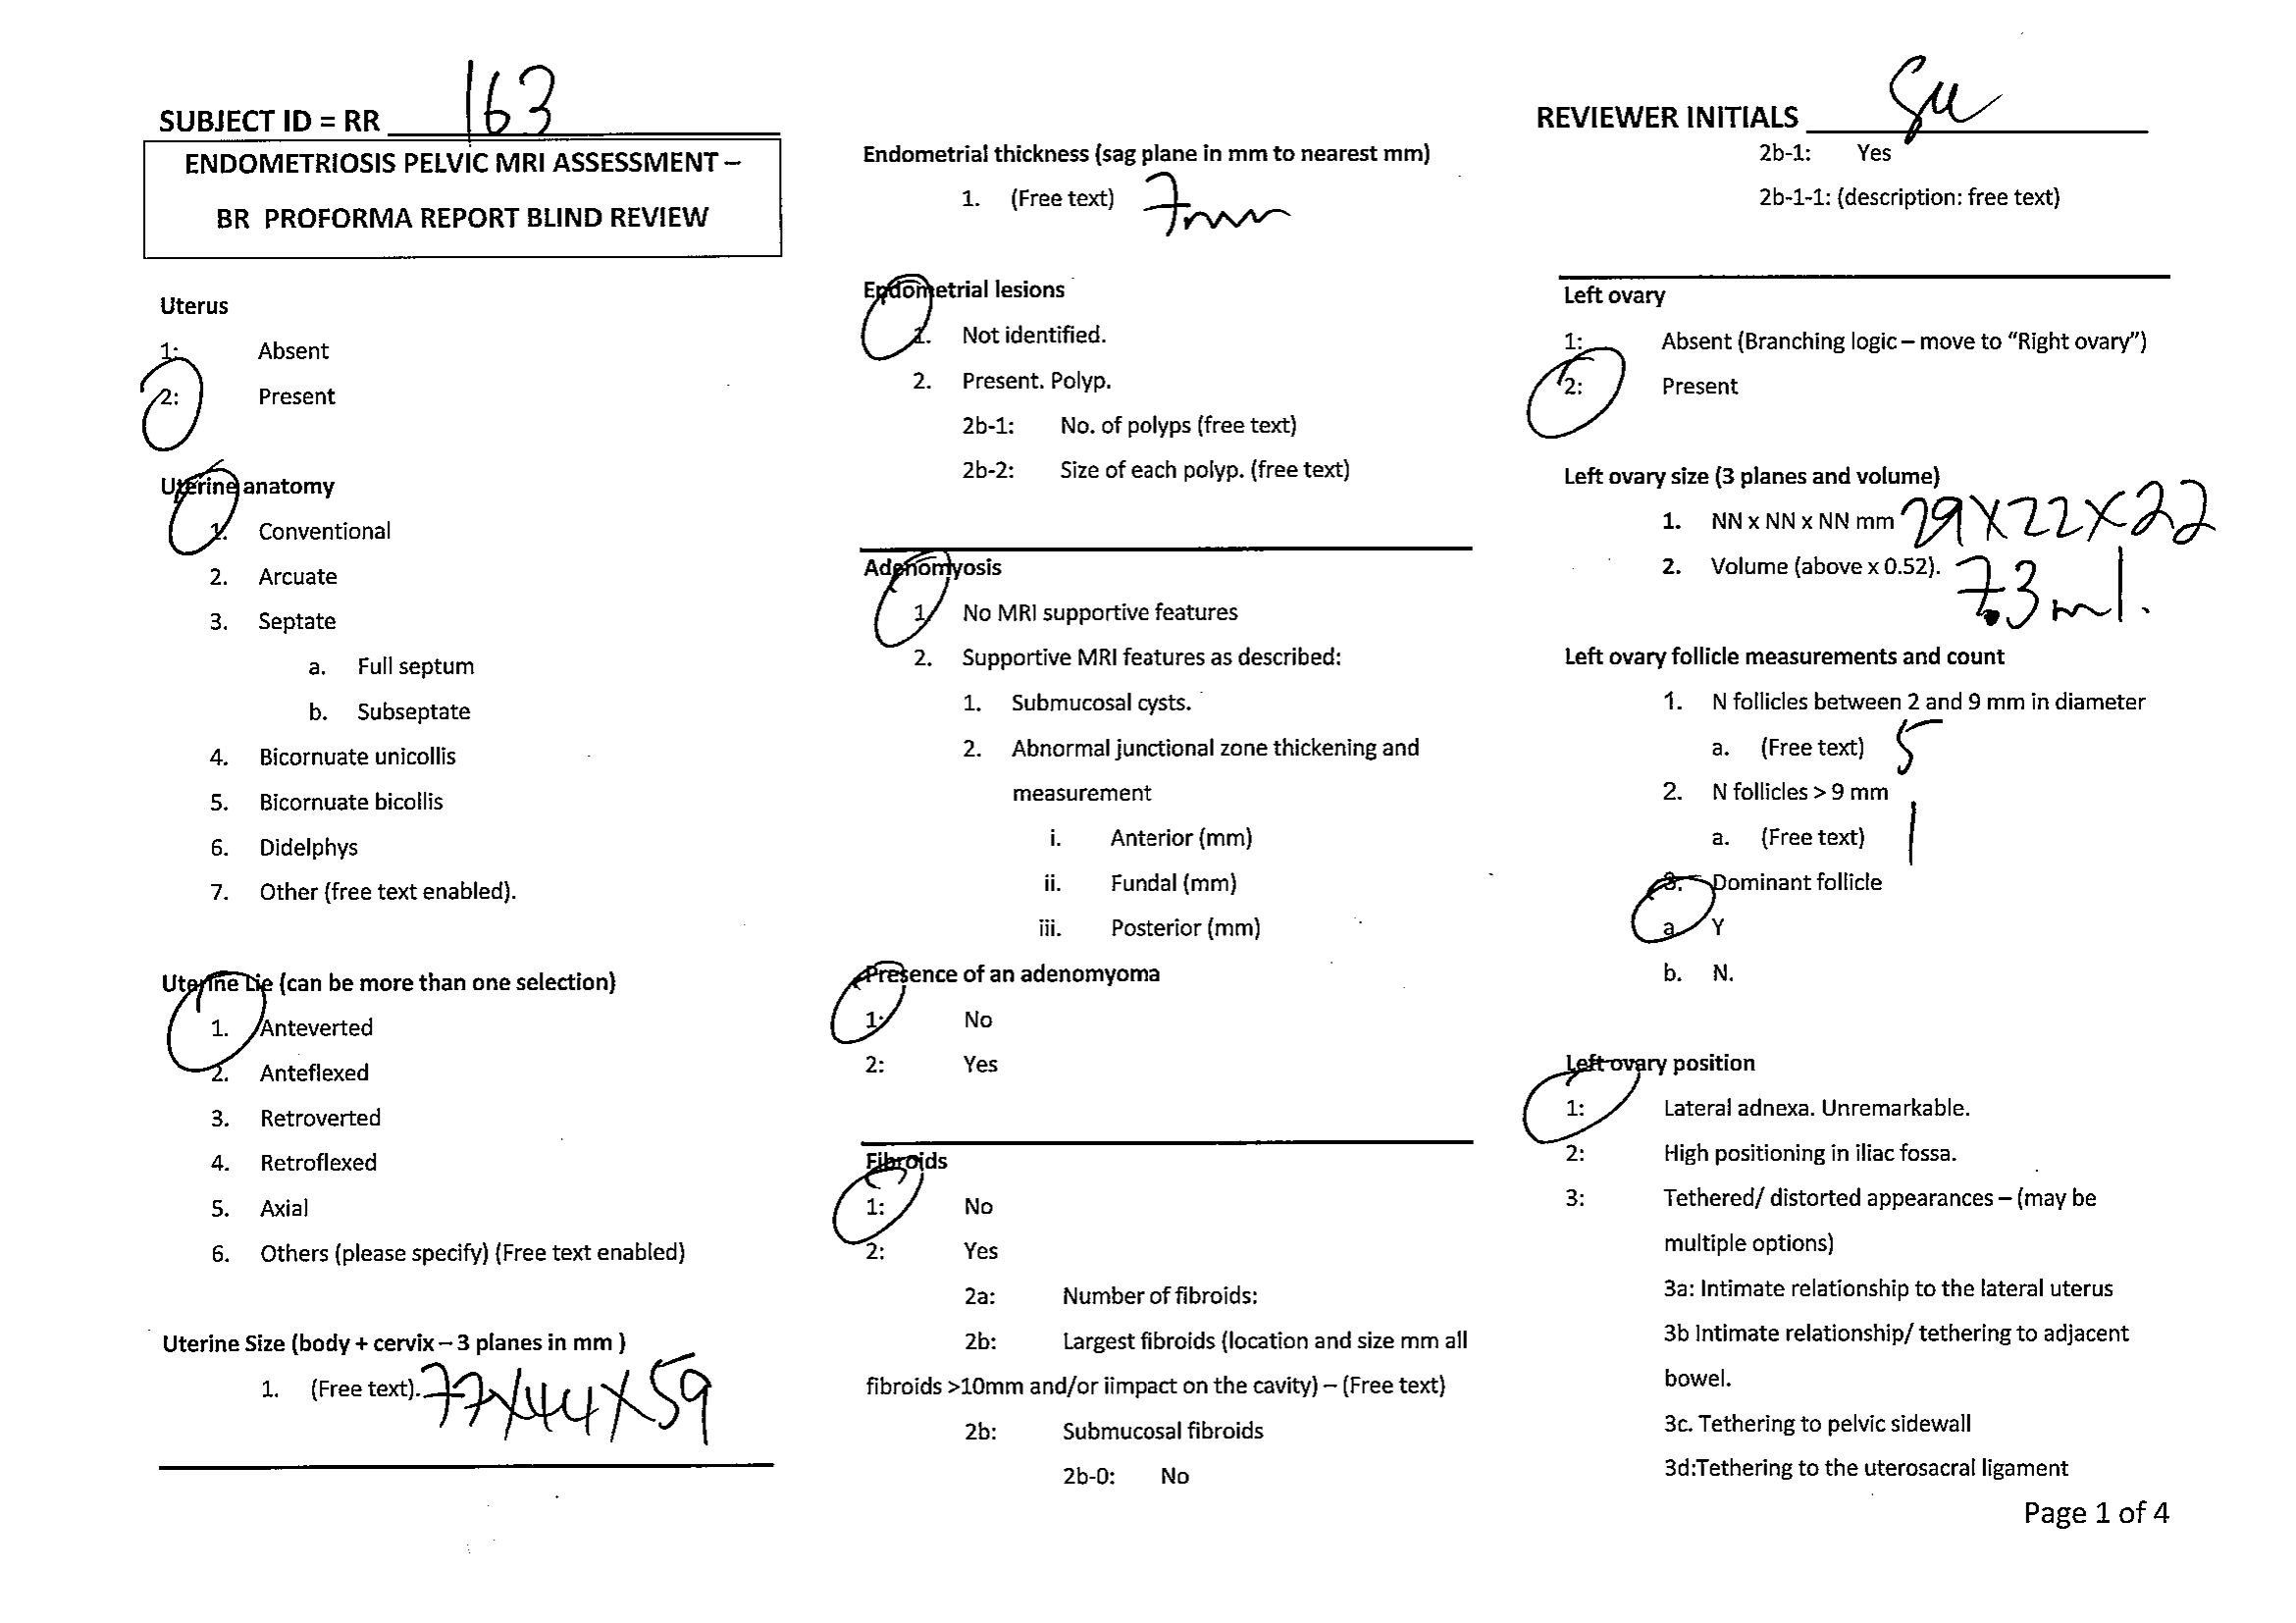 SUBJECT ID = RR 163
ENDOMETRIOSIS PELVIC MRI ASSESSMENT –
BR PROFORMA REPORT BLIND REVIEW
Uterus
1: Absent
2: Present
Uterine anatomy
1. Conventional
2. Arcuate
3. Septate
a. Full septum
b. Subseptate
4. Bicornuate unicollis
5. Bicornuate bicollis
6. Didelphys
7. Other (free text enabled).
Uterine Lie (can be more than one selection)
1. Anteverted
2. Anteflexed
3. Retroverted
4. Retroflexed
5. Axial
6. Others (please specify) (Free text enabled)
Uterine Size (body + cervix – 3 planes in mm )
1. (Free text). 77X44X59
Endometrial thickness (sag plane in mm to nearest mm)
1. (Free text) 7mm
Endometrial lesions
1. Not identified.
2. Present. Polyp.
2b-1: No. of polyps (free text)
2b-2: Size of each polyp. (free text)
Adenomyosis
1. No MRI supportive features
2. Supportive MRI features as described:
1. Submucosal cysts.
2. Abnormal junctional zone thickening and
measurement
i. Anterior (mm)
ii. Fundal (mm)
iii. Posterior (mm)
Presence of an adenomyoma
1: No
2: Yes
Fibroids
1: No
2: Yes
2a: Number of fibroids:
2b: Largest fibroids (location and size mm all
fibroids >10mm and/or iimpact on the cavity) – (Free text)
2b: Submucosal fibroids
2b-0: No
REVIEWER INITIALS
2b-1: Yes
2b-1-1: (description: free text)
Left ovary
1: Absent (Branching logic – move to “Right ovary”)
2: Present
Left ovary size (3 planes and volume)
1. NN x NN x NN mm 29X22X22
2. Volume (above x 0.52). 7.3ml.
Left ovary follicle measurements and count
1. N follicles between 2 and 9 mm in diameter
a. (Free text) 5
2. N follicles > 9 mm
a. (Free text) 1
3. Dominant follicle
a. Y
b. N.
Left ovary position
1: Lateral adnexa. Unremarkable.
2: High positioning in iliac fossa.
3: Tethered/ distorted appearances – (may be
multiple options)
3a: Intimate relationship to the lateral uterus
3b Intimate relationship/ tethering to adjacent
bowel.
3c. Tethering to pelvic sidewall
3d:Tethering to the uterosacral ligament
Page 1 of 4